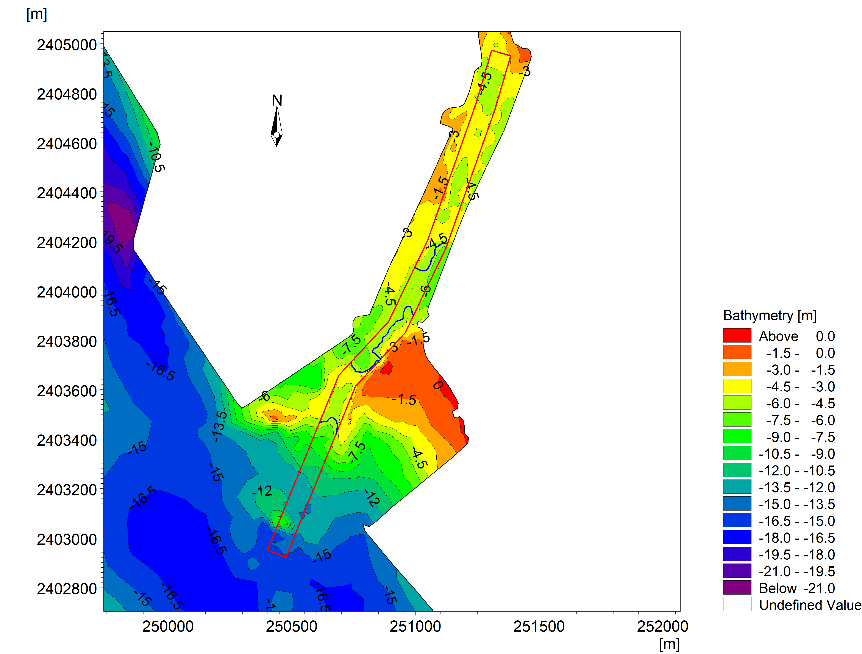 [m]
2405000
2404800
2404600
2404400
2404200
2404000
2403800
2403600
2403400
2403200
2403000
2402800
250000 250500 251000 251500 252000
[m]
N
-3
-4.5
-3
-10.5
-1.5
-4.5
-3
-4.5
-15
-4.5
-6
-16.5
-7.5
-3
-1.5
-16.5
0
-6
-1.5
-13.5
-15
-7.5
-4.5
-15
-12
-12
-16.5
-16.5
-15
-15
-16.5
-16.5
-15
Bathymetry [m]
Above 0.0
-1.5 - 0.0
-3.0 - -1.5
-4.5 - -3.0
-6.0 - -4.5
-7.5 - -6.0
-9.0 - -7.5
-10.5 - -9.0
-12.0 - -10.5
-13.5 - -12.0
-15.0 - -13.5
-16.5 - -15.0
-18.0 - -16.5
-19.5 - -18.0
-21.0 - -19.5
Below -21.0
Undefined Value